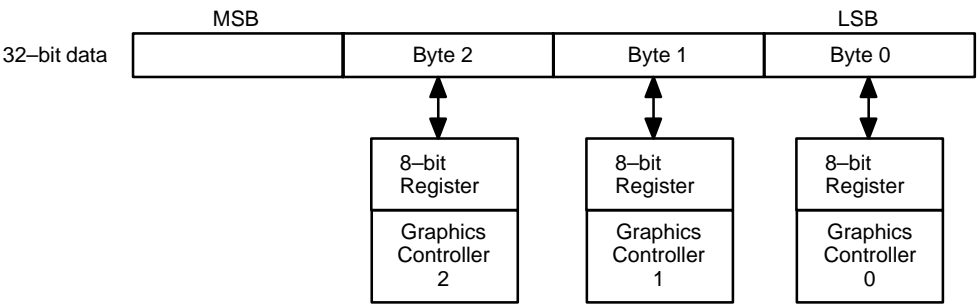 MSB LSB
32–bit data Byte 2 Byte 1 Byte 0
8–bit 8–bit 8–bit
Register Register Register
Graphics Graphics Graphics
Controller Controller Controller
2 1 0